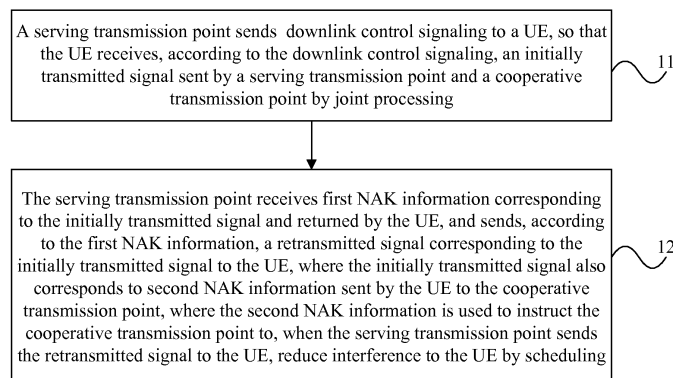 A serving transmission point sends downlink control signaling to a UE, so that
the UE receives, according to the downlink control signaling, an initially
transmitted signal sent by a serving transmission point and a cooperative
transmission point by joint processing
11
The serving transmission point receives first NAK information corresponding
to the initially transmitted signal and returned by the UE, and sends, according
to the first NAK information, a retransmitted signal corresponding to the
initially transmitted signal to the UE, where the initially transmitted signal also
corresponds to second NAK information sent by the UE to the cooperative
transmission point, where the second NAK information is used to instruct the
cooperative transmission point to, when the serving transmission point sends
the retransmitted signal to the UE, reduce interference to the UE by scheduling
12